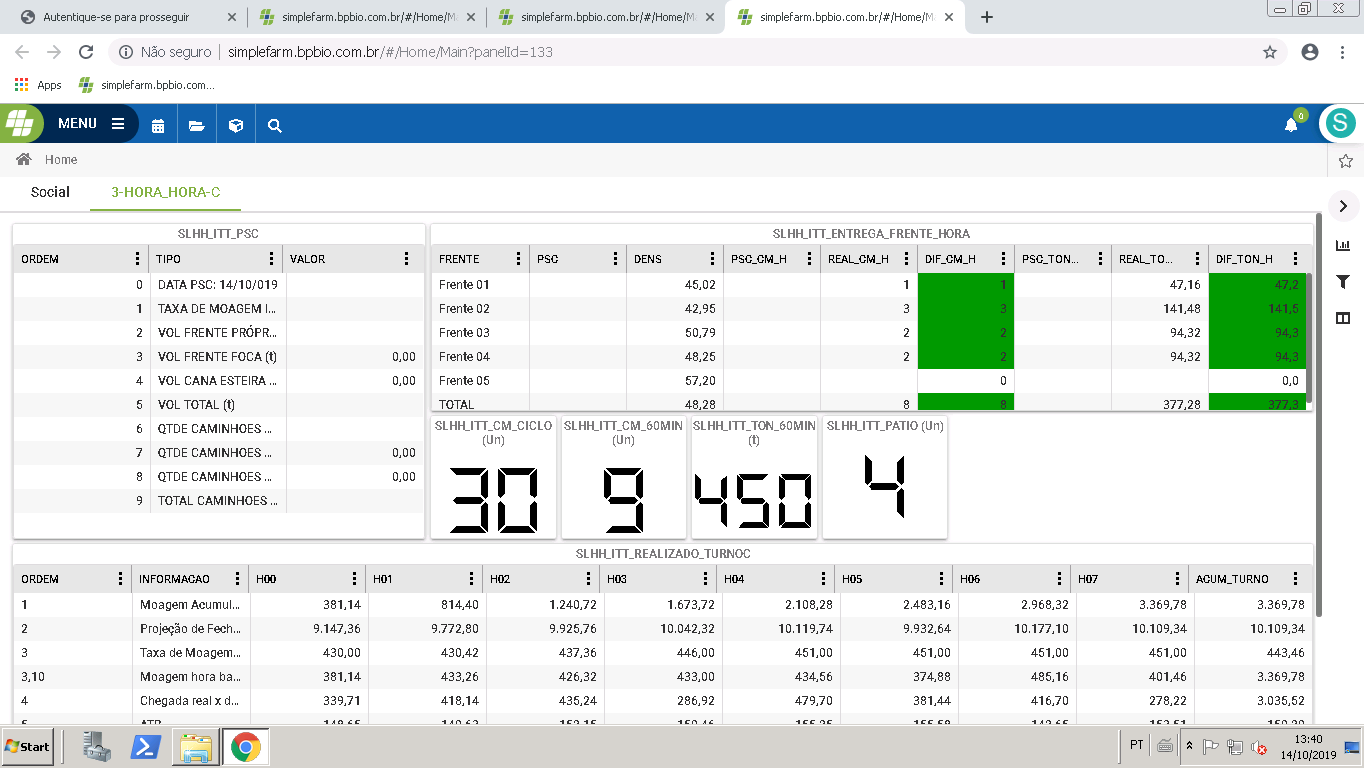 Autentique-se para prosseguir
simplefarm.bpbio.com.br/#/Home/M
simplefarm.bpbio.com.br/#/Home/M
simplefarm.bpbio.com.br/#/Home/M
Não seguro | simplefarm.bpbio.com.br/#/Home/Main?panelId=133
Apps simplefarm.bpbio.com...
MENU 0 S
Home
Social 3-HORA_HORA-C
SLHH_ITT_PSC
ORDEM TIPO VALOR
0 DATA PSC: 14/10/019
1 TAXA DE MOAGEM I...
2 VOL FRENTE PRÓPR...
3 VOL FRENTE FOCA (t) 0,00
4 VOL CANA ESTEIRA ... 0,00
5 VOL TOTAL (t)
6 QTDE CAMINHOES ...
7 QTDE CAMINHOES ... 0,00
8 QTDE CAMINHOES ... 0,00
9 TOTAL CAMINHOES ...
SLHH_ITT_ENTREGA_FRENTE_HORA
FRENTE PSC DENS PSC_CM_H REAL_CM_H DIF_CM_H PSC_TON... REAL_TO... DIF_TON_H
Frente 01 45,02 1 1 47,16 47,2
Frente 02 42,95 3 3 141,48 141,5
Frente 03 50,79 2 2 94,32 94,3
Frente 04 48,25 2 2 94,32 94,3
Frente 05 57,20 0 0,0
TOTAL 48,28 8 8 377,28 377,3
SLHH_ITT_CM_CICLO (Un)
30
SLHH_ITT_CM_60MIN (Un)
9
SLHH_ITT_TON_60MIN (t)
450
SLHH_ITT_PATIO (Un)
4
SLHH_ITT_REALIZADO_TURNOC
ORDEM INFORMACAO H00 H01 H02 H03 H04 H05 H06 H07 ACUM_TURNO
1 Moagem Acumul... 381,14 814,40 1.240,72 1.673,72 2.108,28 2.483,16 2.968,32 3.369,78 3.369,78
2 Projeção de Fech... 9.147,36 9.772,80 9.925,76 10.042,32 10.119,74 9.932,64 10.177,10 10.109,34 10.109,34
3 Taxa de Moagem... 430,00 430,42 437,36 446,00 451,00 451,00 451,00 451,00 443,46
3,10 Moagem hora ba... 381,14 433,26 426,32 433,00 434,56 374,88 485,16 401,46 3.369,78
4 Chegada real x d... 339,71 418,14 435,24 286,92 479,70 381,44 416,70 278,22 3.035,52
Start PT 13:40
14/10/2019